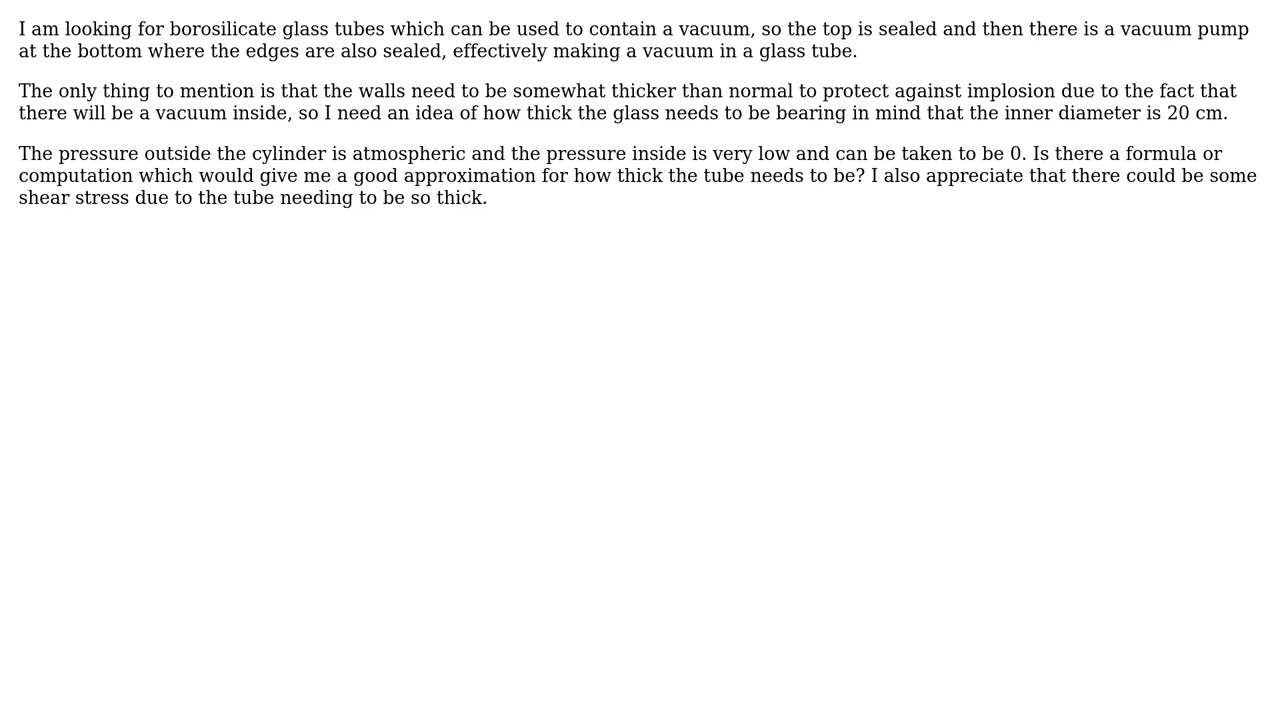 I am looking for borosilicate glass tubes which can be used to contain a vacuum, so the top is sealed and then there is a vacuum pump
at the bottom where the edges are also sealed, effectively making a vacuum in a glass tube.
The only thing to mention is that the walls need to be somewhat thicker than normal to protect against implosion due to the fact that
there will be a vacuum inside, so I need an idea of how thick the glass needs to be bearing in mind that the inner diameter is 20 cm.
The pressure outside the cylinder is atmospheric and the pressure inside is very low and can be taken to be 0. Is there a formula or
computation which would give me a good approximation for how thick the tube needs to be? I also appreciate that there could be some
shear stress due to the tube needing to be so thick.